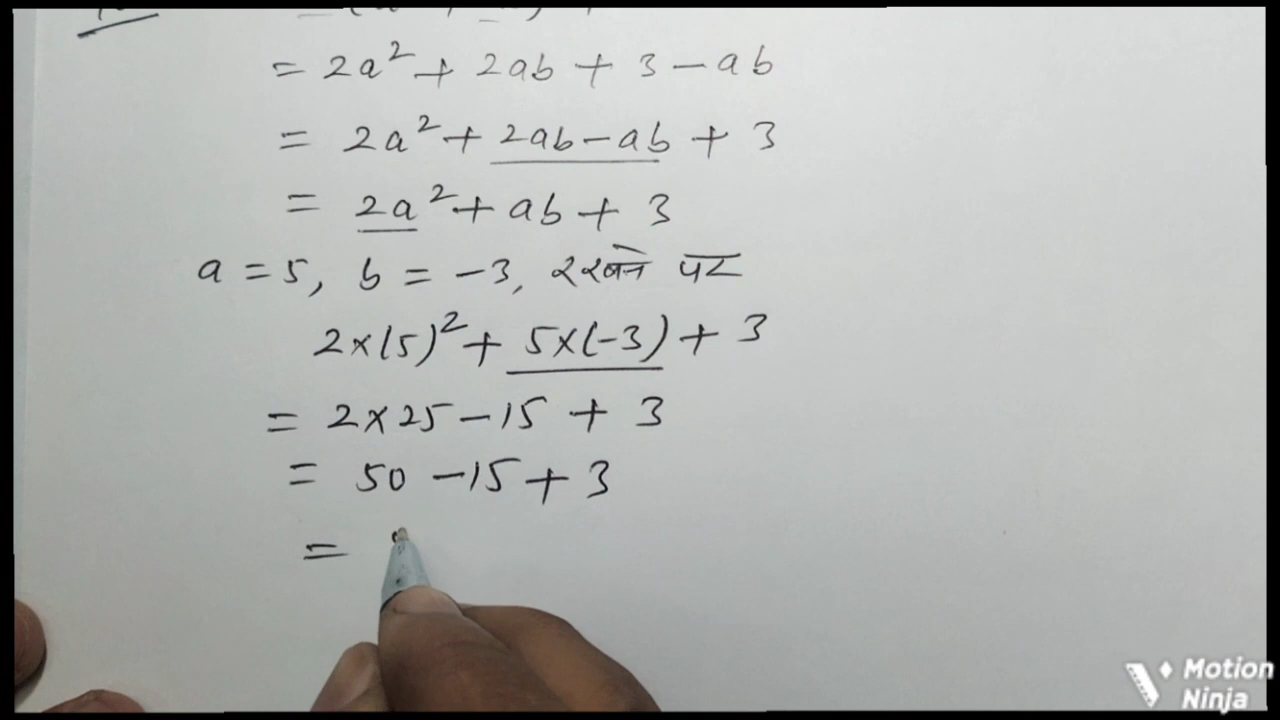 = 2a² + 2ab + 3 - ab
= 2a² + 2ab - ab + 3
= 2a² + ab + 3
a = 5, b = -3, रखने पर
2×(5)² + 5×(-3) + 3
= 2×25 - 15 + 3
= 50 - 15 + 3
=
Motion
Ninja